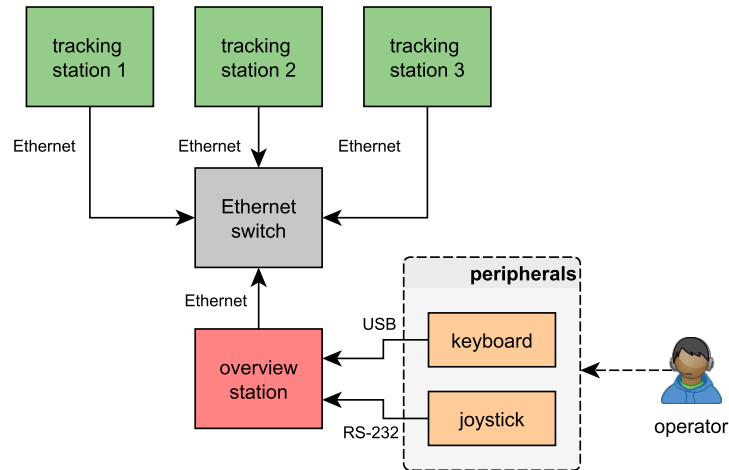 tracking
station 1
tracking
station 2
tracking
station 3
Ethernet
Ethernet
Ethernet
Ethernet
switch
peripherals
Ethernet
USB
keyboard
overview
station
joystick
RS-232
operator